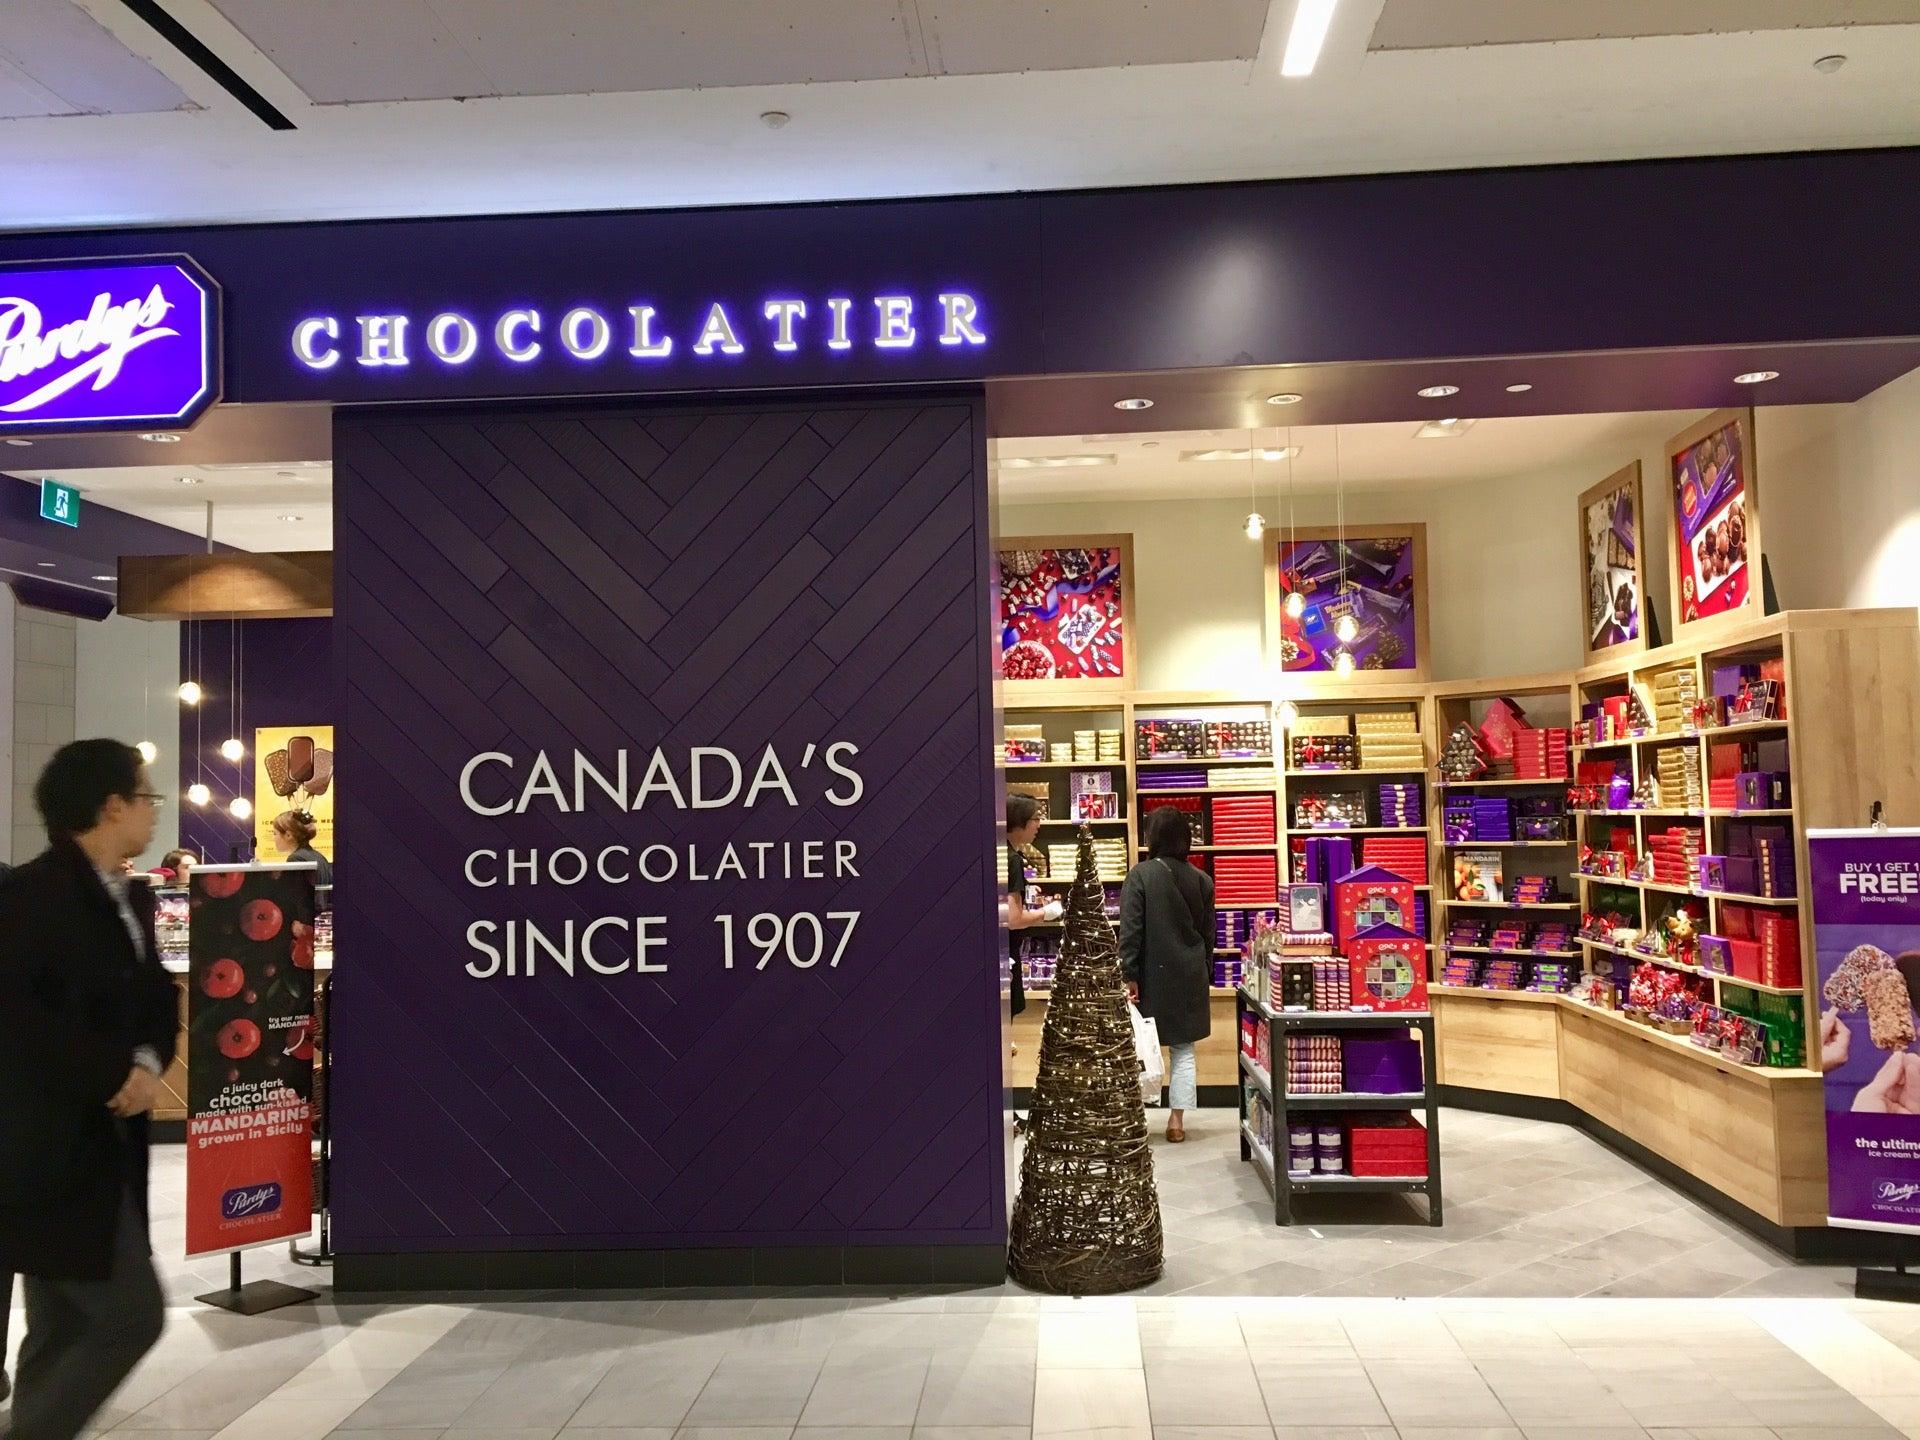 Purdys
CHOCOLATIER
CANADA'S
CHOCOLATIER
SINCE 1907
try our new
MANDARIN
a juicy dark
chocolate
made with sun-kissed
MANDARINS
grown in Sicily
Purdys
CHOCOLATIER
MANDARIN
BUY 1 GET 1
FREE
(today only)
the ultim
ice cream b
Purdys
CHOCOLATI